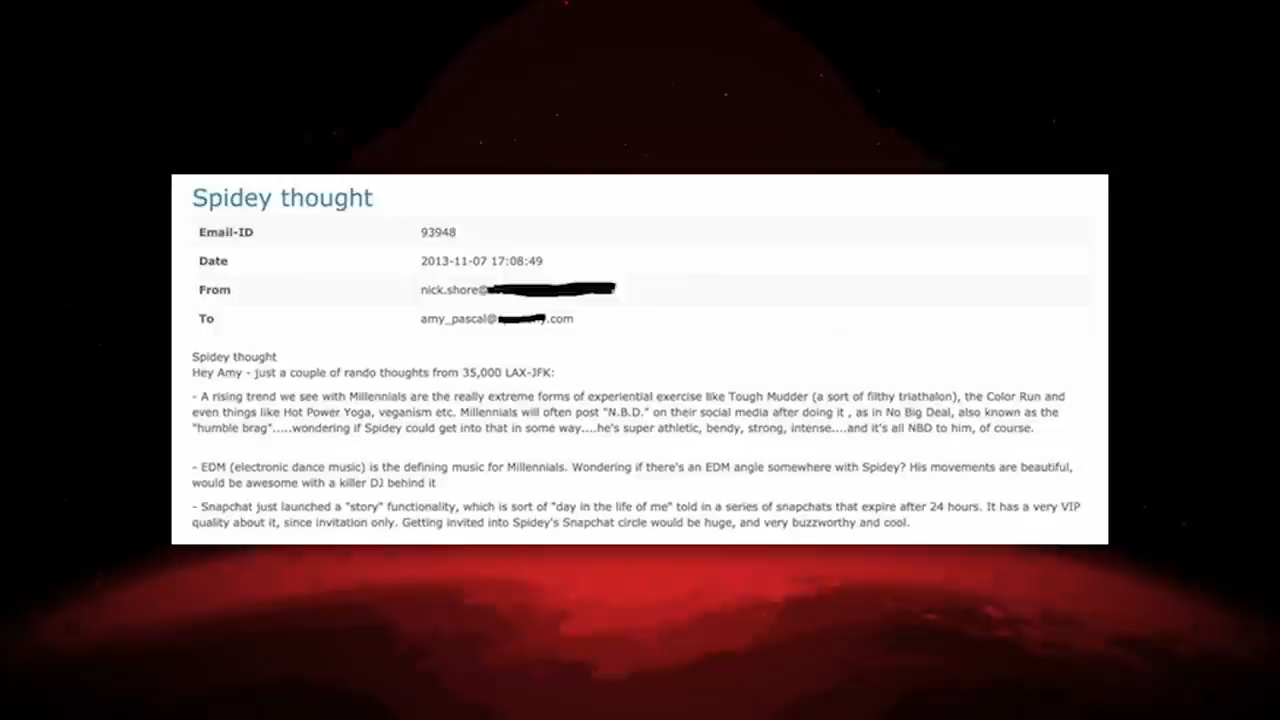 Spidey thought
Email-ID 93948
Date 2013-11-07 17:08:49
From nick.shore@
To amy_pascal@ .com
Spidey thought
Hey Amy - just a couple of rando thoughts from 35,000 LAX-JFK:
- A rising trend we see with Millennials are the really extreme forms of experiential exercise like Tough Mudder (a sort of filthy triathalon), the Color Run and
even things like Hot Power Yoga, veganism etc. Millennials will often post "N.B.D." on their social media after doing it , as in No Big Deal, also known as the
"humble brag".....wondering if Spidey could get into that in some way....he's super athletic, bendy, strong, intense....and it's all NBD to him, of course.
- EDM (electronic dance music) is the defining music for Millennials. Wondering if there's an EDM angle somewhere with Spidey? His movements are beautiful,
would be awesome with a killer DJ behind it
- Snapchat just launched a "story" functionality, which is sort of "day in the life of me" told in a series of snapchats that expire after 24 hours. It has a very VIP
quality about it, since invitation only. Getting invited into Spidey's Snapchat circle would be huge, and very buzzworthy and cool.